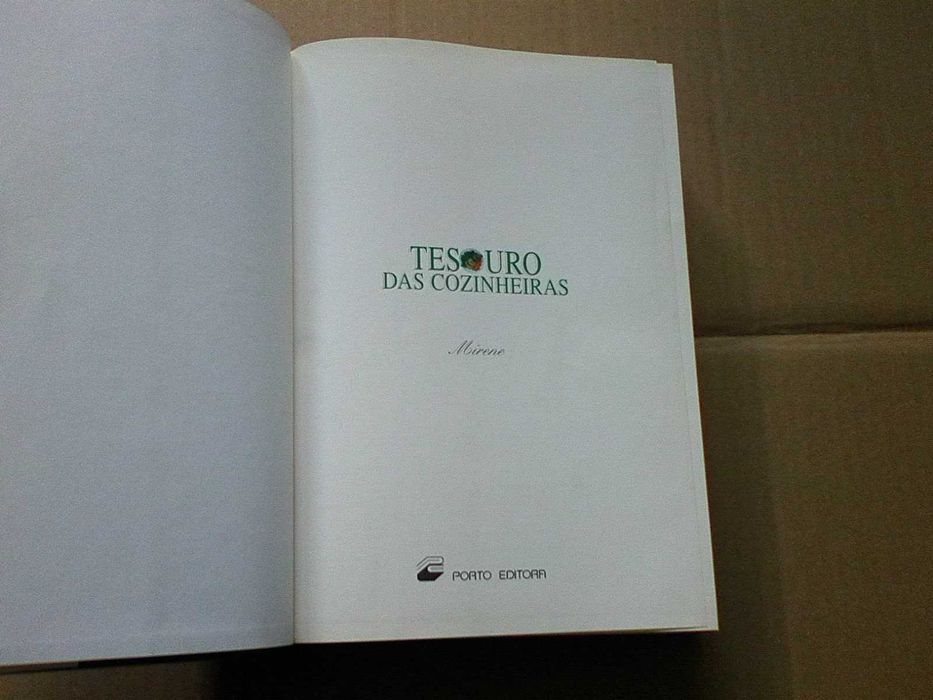 TESOURO
DAS COZINHEIRAS
Mirene
PORTO EDITORA